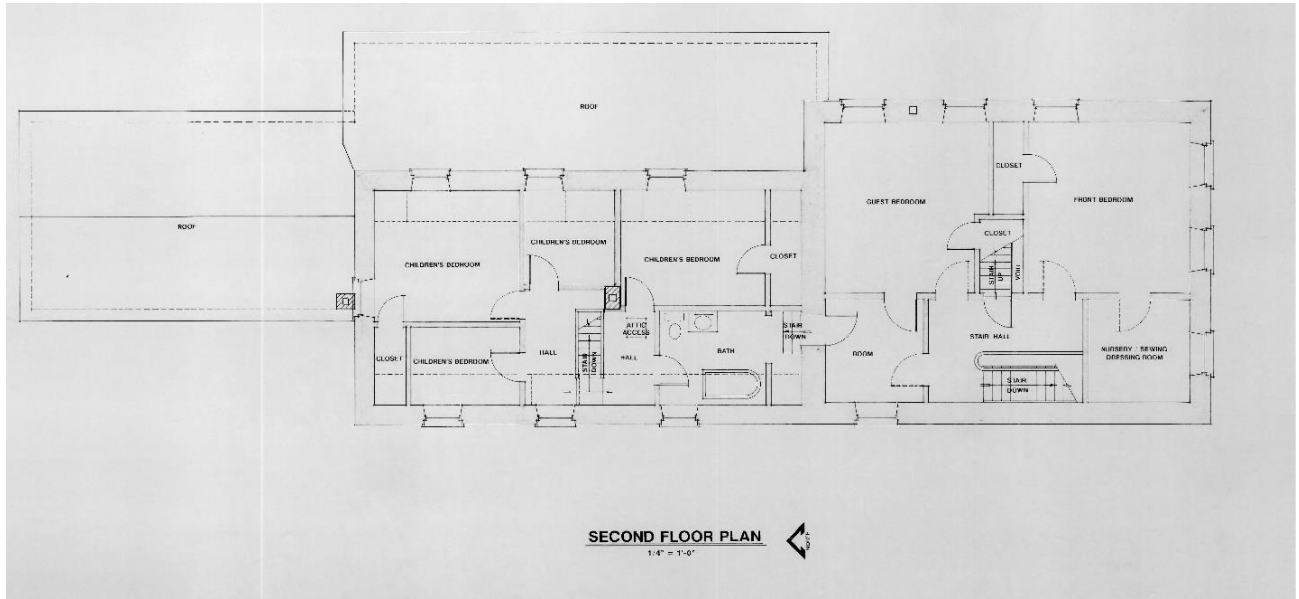 ROOF
ROOF
CLOSET
GUEST BEDROOM
FRONT BEDROOM
CLOSET
CHILDREN'S BEDROOM
CHILDREN'S BEDROOM
CHILDREN'S BEDROOM
CLOSET
STAIR
UP
VOID
ATTIC
ACCESS
STAIR
DOWN
STAIR HALL
CLOSET
CHILDREN'S BEDROOM
HALL
STAIR
DOWN
HALL
BATH
ROOM
NURSERY / SEWING
DRESSING ROOM
STAIR
DOWN
SECOND FLOOR PLAN
1/4" = 1'-0"
NORTH